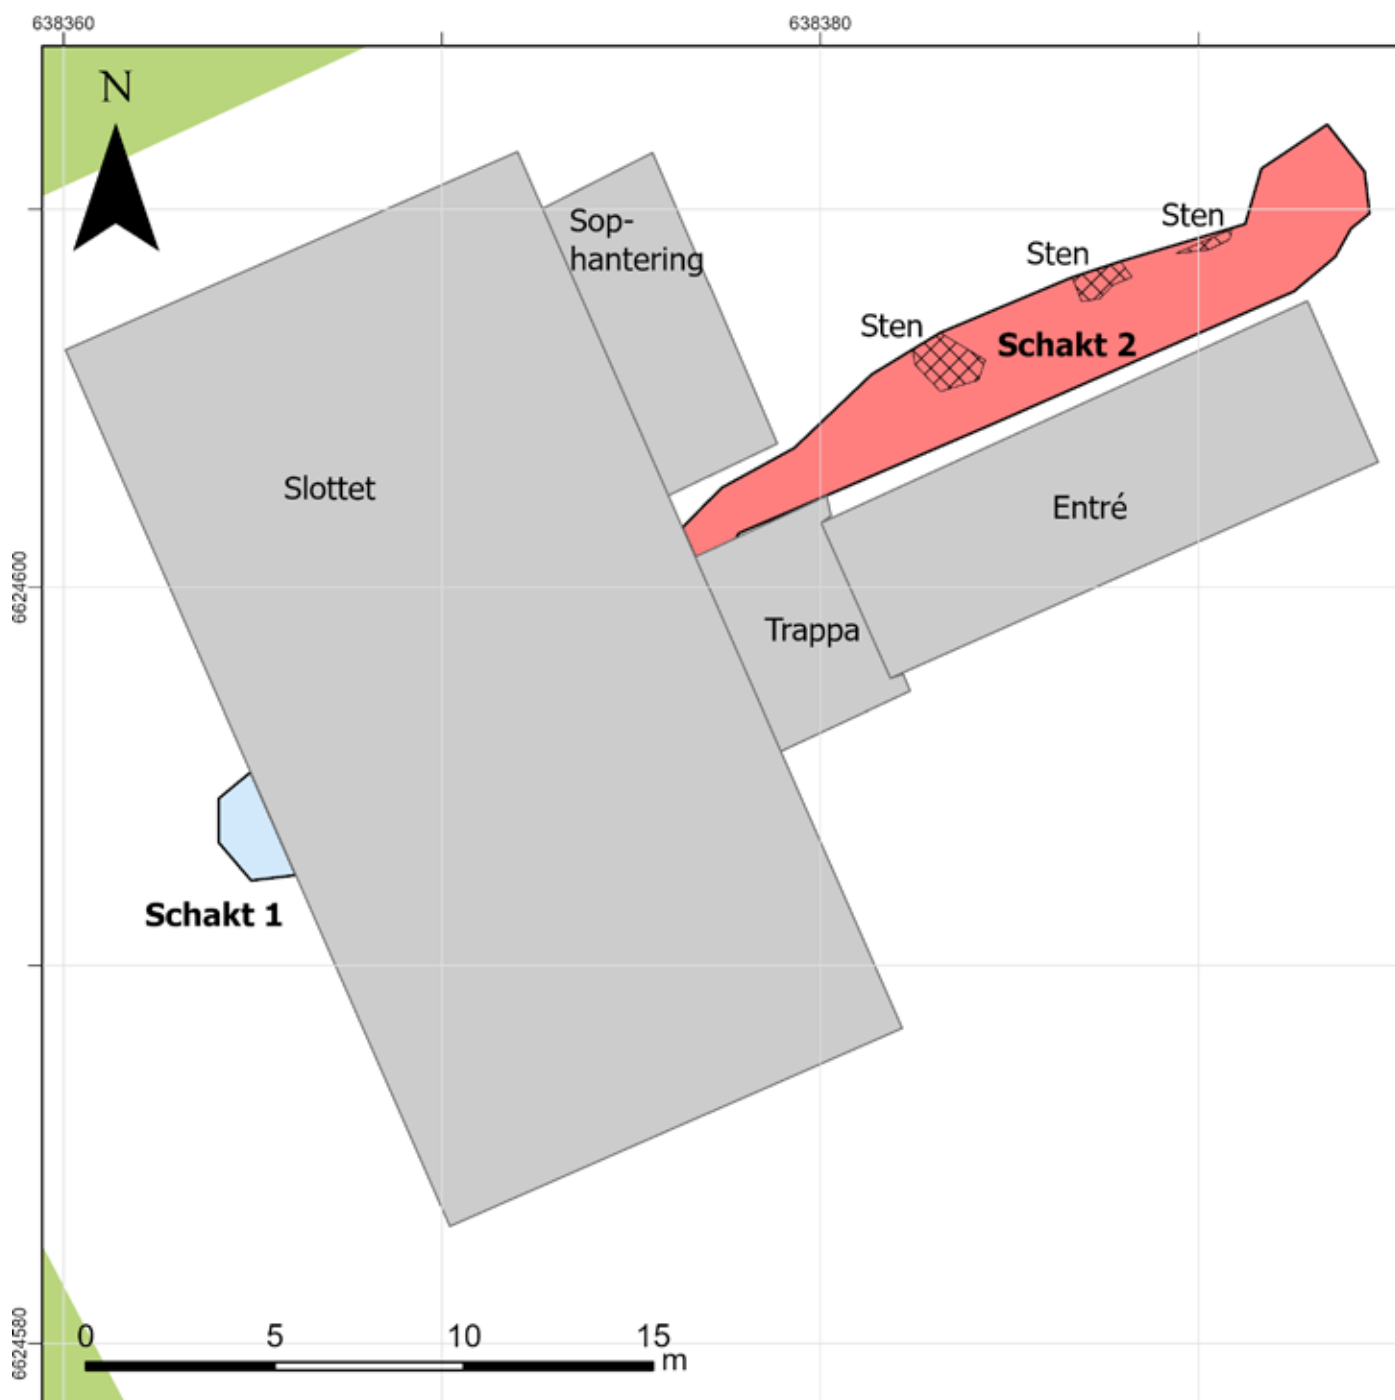 638360
638380
N
Sop-
hantering
Sten
Sten
Sten
Schakt 2
Slottet
Entré
6624600
Trappa
Schakt 1
6624580
0 5 10 15
m